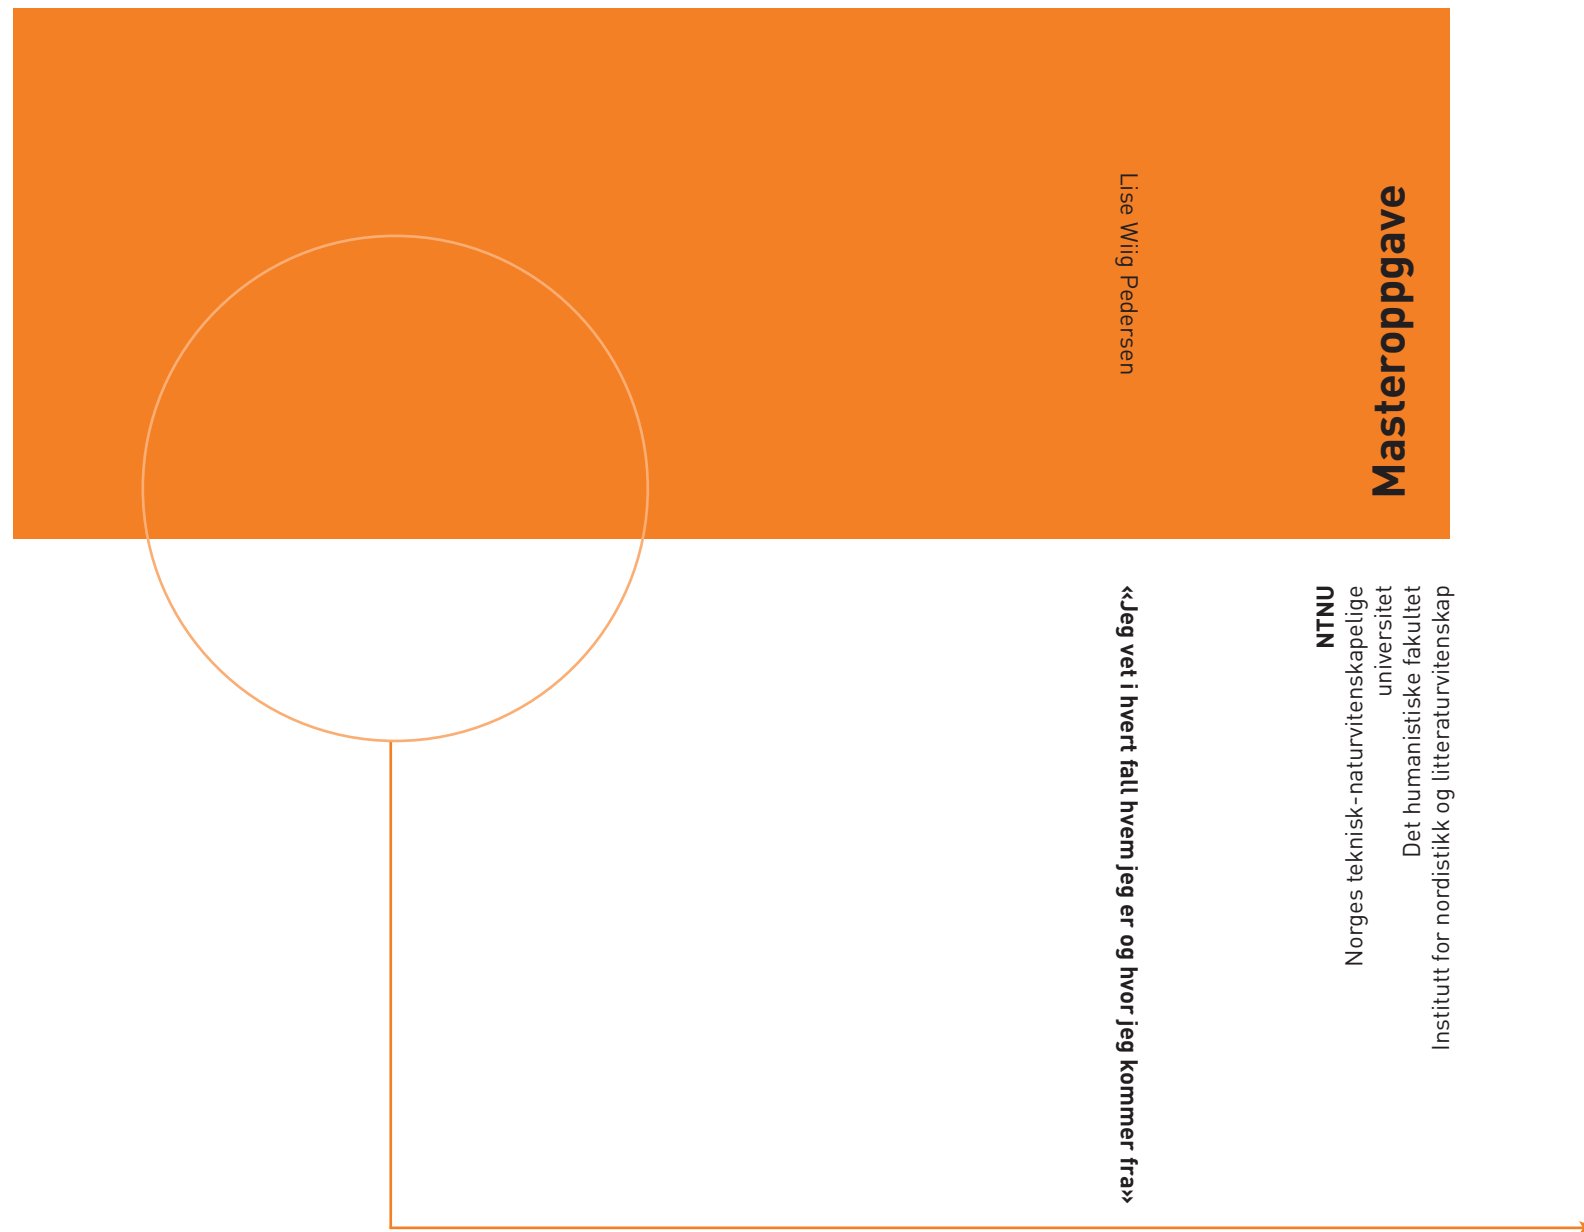 Lise Wiig Pedersen
«Jeg vet i hvert fall hvem jeg er og hvor jeg kommer fra»
Masteroppgave
NTNU
Norges teknisk-naturvitenskapelige
universitet
Det humanistiske fakultet
Institutt for nordistikk og litteraturvitenskap